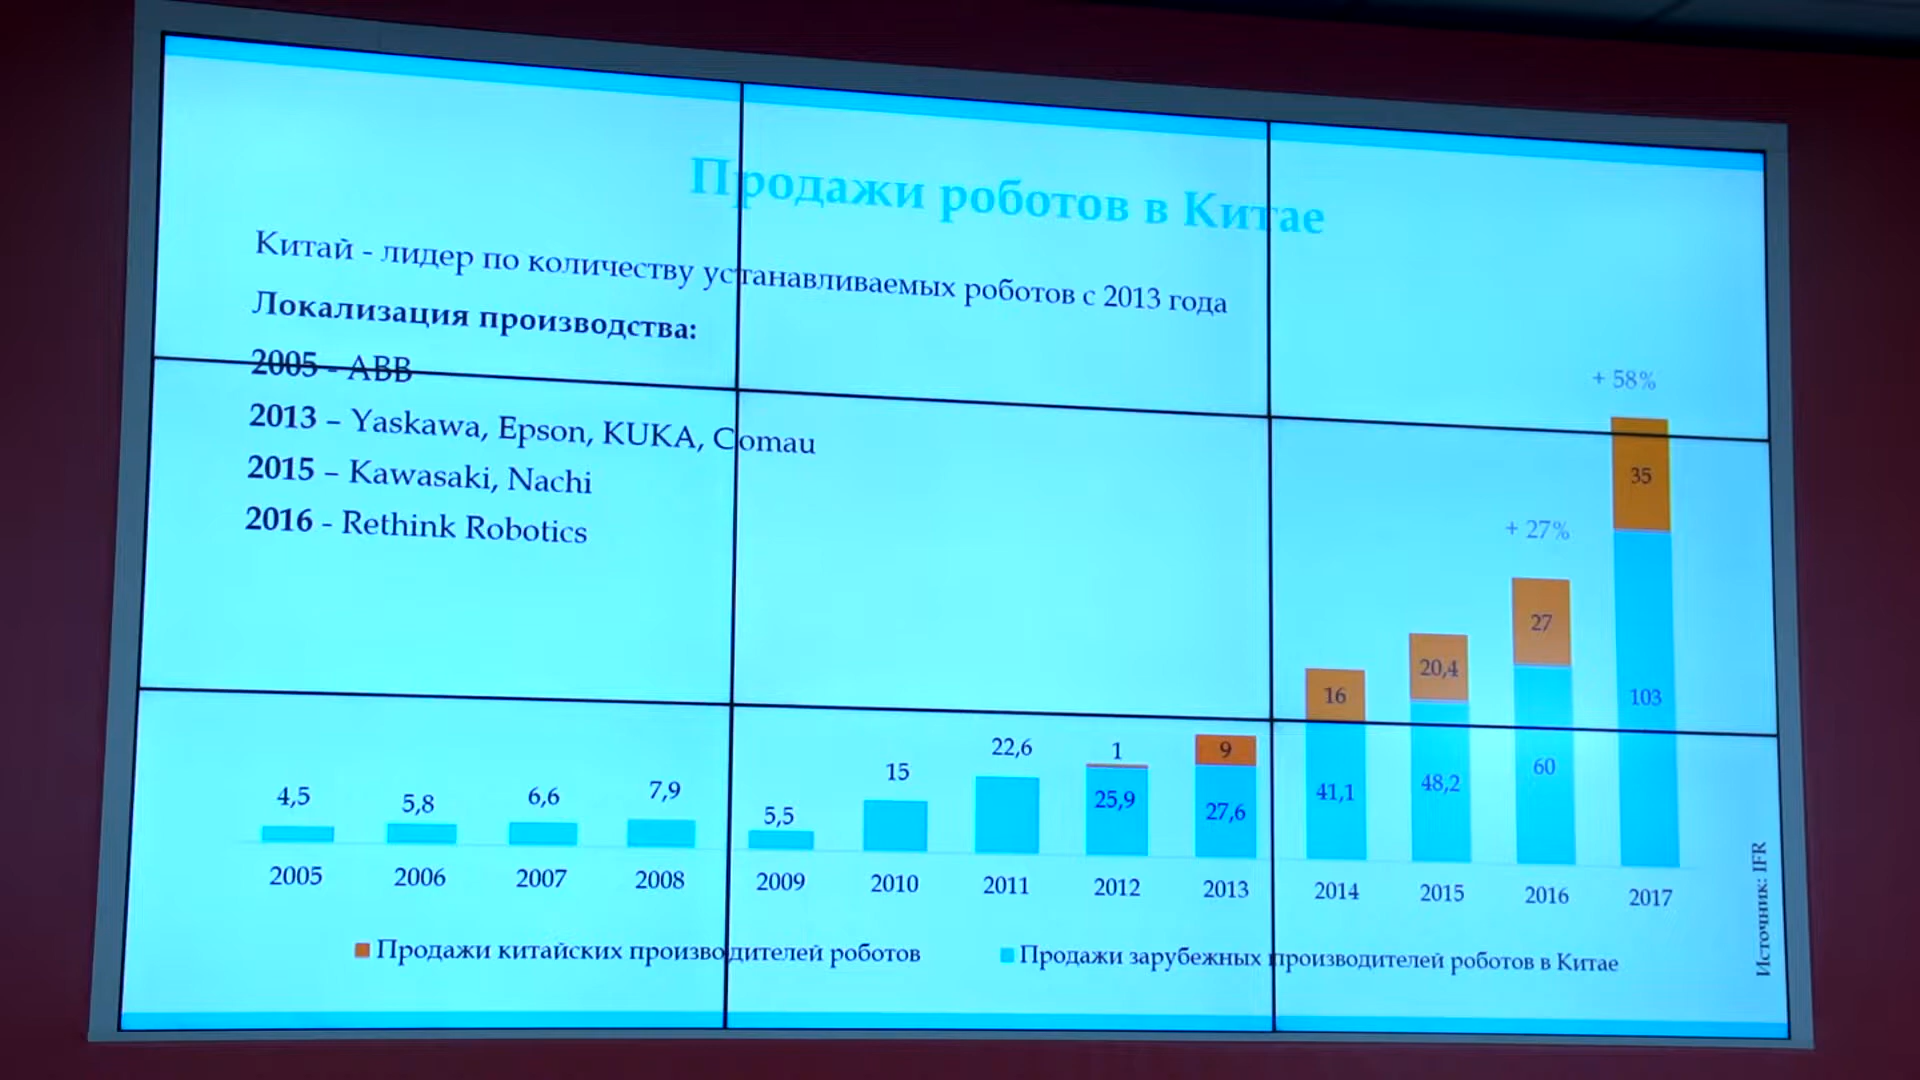 Продажи роботов в Китае
Китай - лидер по количеству устанавливаемых роботов с 2013 года
Локализация производства:
2005 - ABB
2013 – Yaskawa, Epson, KUKA, Comau
2015 – Kawasaki, Nachi
2016 - Rethink Robotics
+ 58%
+ 27%
4,5 5,8 6,6 7,9 5,5 15 22,6 1 9 16 20,4 27 35
25,9 27,6 41,1 48,2 60 103
2005 2006 2007 2008 2009 2010 2011 2012 2013 2014 2015 2016 2017
Продажи китайских производителей роботов
Продажи зарубежных производителей роботов в Китае
Источник: IFR